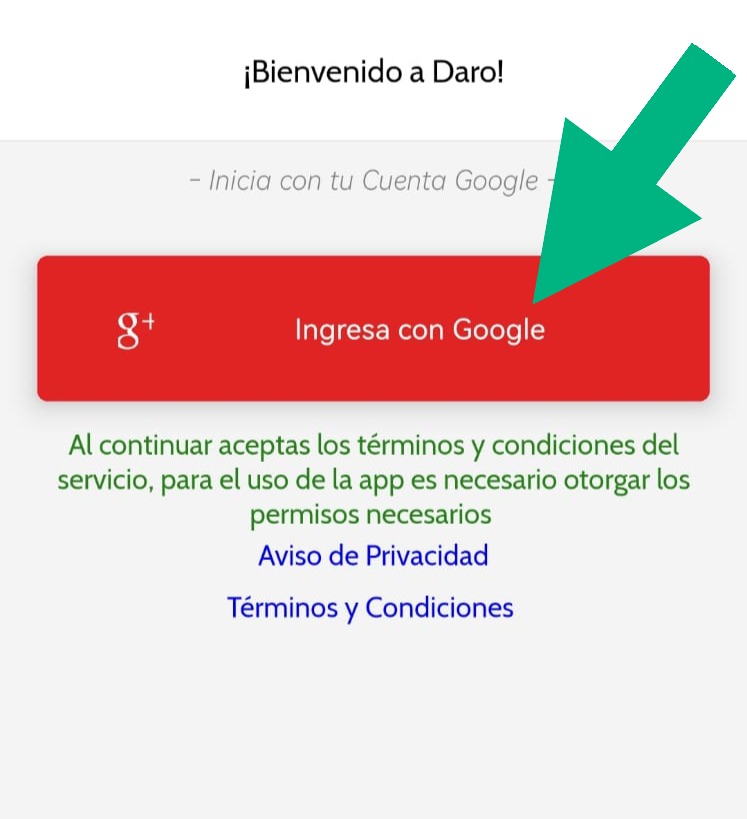 ¡Bienvenido a Daro!
- Inicia con tu Cuenta Google -
g+
Ingresa con Google
Al continuar aceptas los términos y condiciones del
servicio, para el uso de la app es necesario otorgar los
permisos necesarios
Aviso de Privacidad
Términos y Condiciones